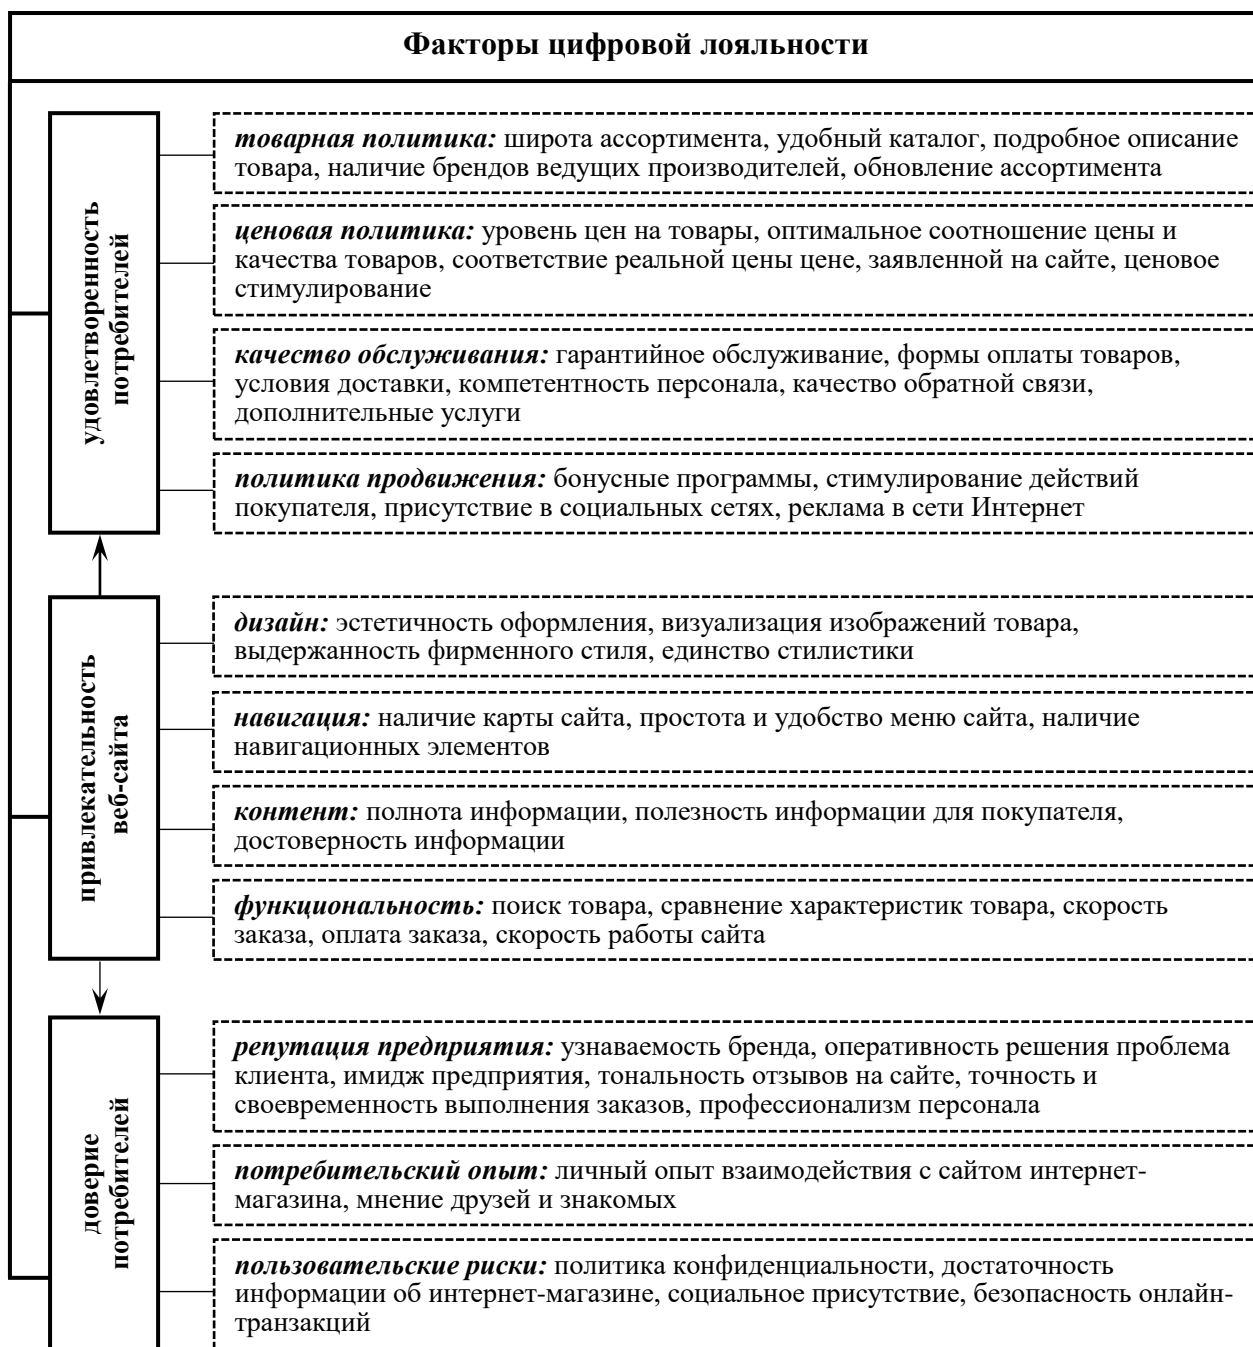 Факторы цифровой лояльности
удовлетворенность
потребителей
товарная политика: широта ассортимента, удобный каталог, подробное описание
товара, наличие брендов ведущих производителей, обновление ассортимента
ценовая политика: уровень цен на товары, оптимальное соотношение цены и
качества товаров, соответствие реальной цены цене, заявленной на сайте, ценовое
стимулирование
качество обслуживания: гарантийное обслуживание, формы оплаты товаров,
условия доставки, компетентность персонала, качество обратной связи,
дополнительные услуги
политика продвижения: бонусные программы, стимулирование действий
покупателя, присутствие в социальных сетях, реклама в сети Интернет
привлекательность
веб-сайта
дизайн: эстетичность оформления, визуализация изображений товара,
выдержанность фирменного стиля, единство стилистики
навигация: наличие карты сайта, простота и удобство меню сайта, наличие
навигационных элементов
контент: полнота информации, полезность информации для покупателя,
достоверность информации
функциональность: поиск товара, сравнение характеристик товара, скорость
заказа, оплата заказа, скорость работы сайта
доверие
потребителей
репутация предприятия: узнаваемость бренда, оперативность решения проблема
клиента, имидж предприятия, тональность отзывов на сайте, точность и
своевременность выполнения заказов, профессионализм персонала
потребительский опыт: личный опыт взаимодействия с сайтом интернет-
магазина, мнение друзей и знакомых
пользовательские риски: политика конфиденциальности, достаточность
информации об интернет-магазине, социальное присутствие, безопасность онлайн-
транзакций